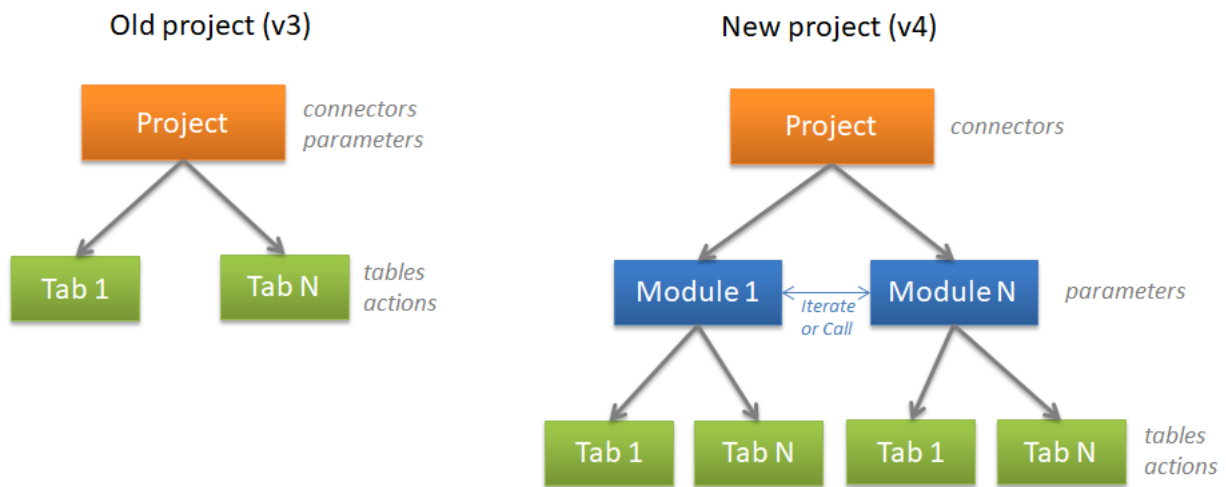 Old project (v3)
Project
connectors
parameters
Tab 1
Tab N
tables
actions
New project (v4)
Project
connectors
Module 1
Iterate
or Call
Module N
parameters
Tab 1
Tab N
Tab 1
Tab N
tables
actions